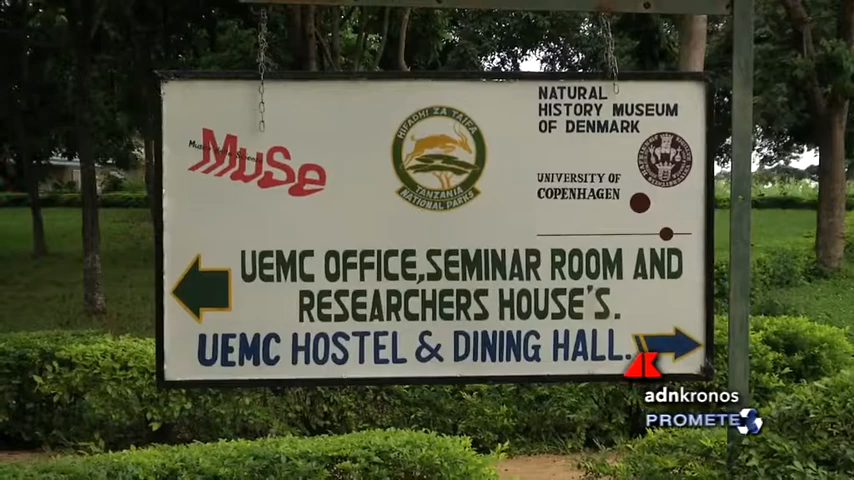 MUSE
HIFADHI ZA TAIFA
TANZANIA
NATIONAL PARKS
NATURAL
HISTORY MUSEUM
OF DENMARK
UNIVERSITY OF
COPENHAGEN
UEMC OFFICE,SEMINAR ROOM AND
RESEARCHERS HOUSE'S.
UEMC HOSTEL & DINING HALL.
adnkronos
PROMETEO